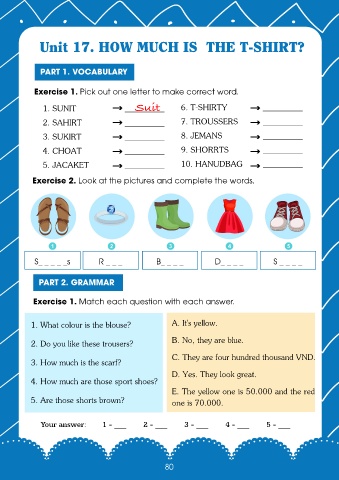 Unit 17. HOW MUCH IS THE T-SHIRT?
PART 1. VOCABULARY
Exercise 1. Pick out one letter to make correct word.
1. SUNIT → Suit
2. SAHIRT → ________
3. SUKIRT → ________
4. CHOAT → ________
5. JACAKET → ________
6. T-SHIRTY → ________
7. TROUSSERS → ________
8. JEMANS → ________
9. SHORRTS → ________
10. HANUDBAG → ________
Exercise 2. Look at the pictures and complete the words.
1 2 3 4 5
S_ _ _ _ _s R _ _ _ B_ _ _ _ D_ _ _ _ S _ _ _ _
PART 2. GRAMMAR
Exercise 1. Match each question with each answer.
1. What colour is the blouse?
2. Do you like these trousers?
3. How much is the scarf?
4. How much are those sport shoes?
5. Are those shorts brown?
A. It's yellow.
B. No, they are blue.
C. They are four hundred thousand VND.
D. Yes. They look great.
E. The yellow one is 50.000 and the red
one is 70.000.
Your answer: 1 - ___ 2 - ___ 3 - ___ 4 - ___ 5 - ___
80